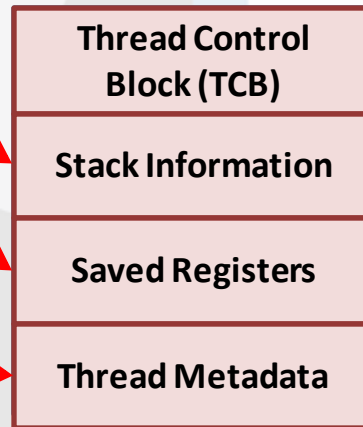 Thread Control
Block (TCB)
Stack Information
Saved Registers
Thread Metadata